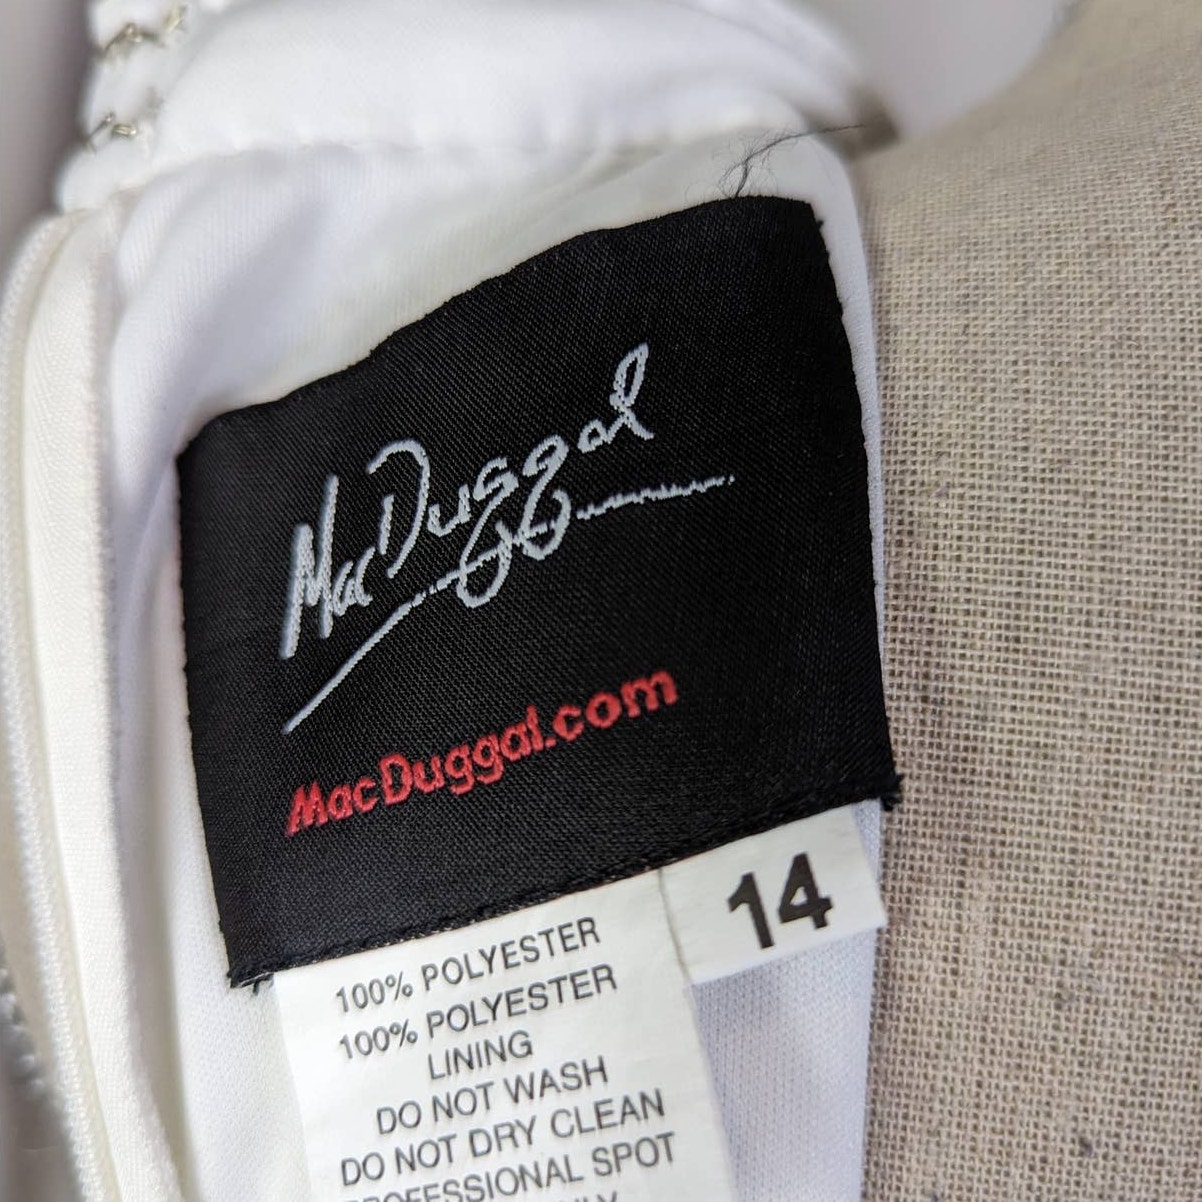 MacDuggal
MacDuggal.com
14
100% POLYESTER
100% POLYESTER
LINING
DO NOT WASH
DO NOT DRY CLEAN
PROFESSIONAL SPOT